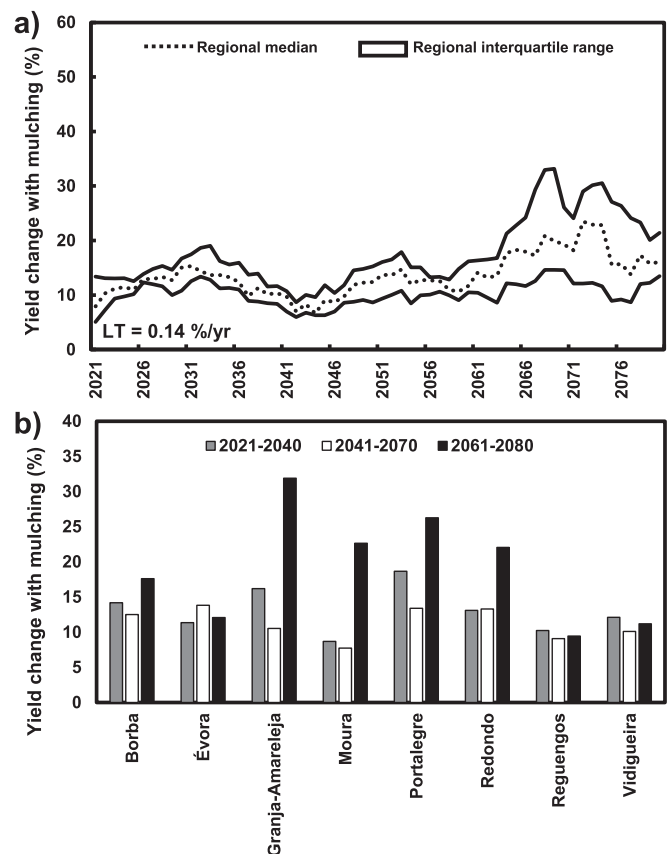 a)
Yield change with mulching (%)
60
50
40
30
20
10
0
Regional median
Regional interquartile range
LT = 0.14 %/yr
2021
2026
2031
2036
2041
2046
2051
2056
2061
2066
2071
2076
b)
Yield change with mulching (%)
40
35
30
25
20
15
10
5
0
2021-2040
2041-2070
2061-2080
Borba
Évora
Granja-Amareleja
Moura
Portalegre
Redondo
Reguengos
Vidigueira